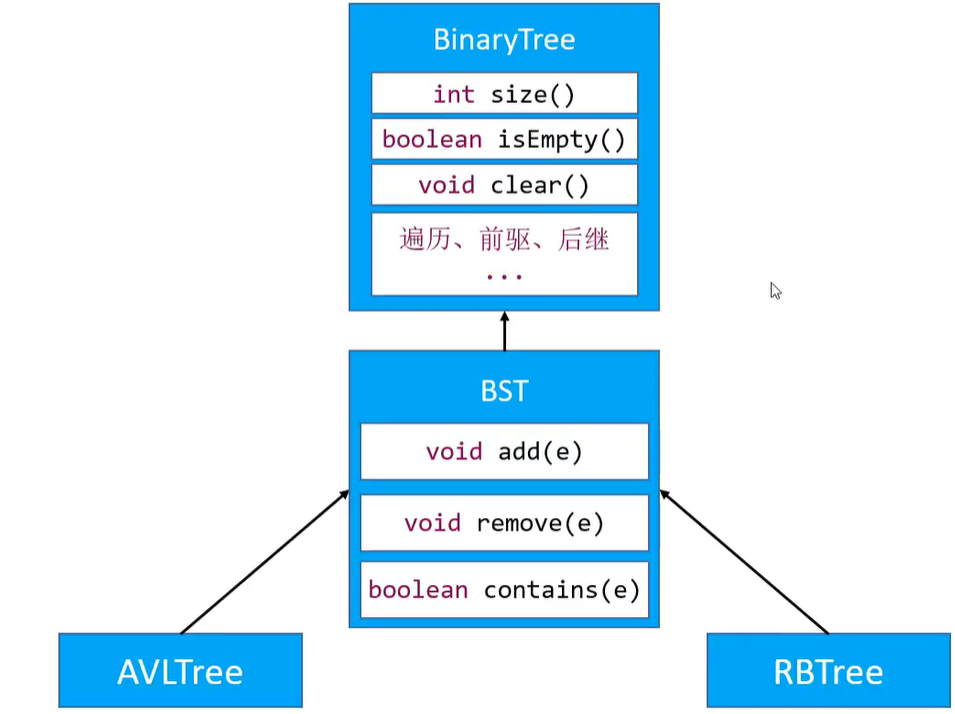 BinaryTree
int size()
boolean isEmpty()
void clear()
遍历、前驱、后继
...
BST
void add(e)
void remove(e)
boolean contains(e)
AVLTree
RBTree